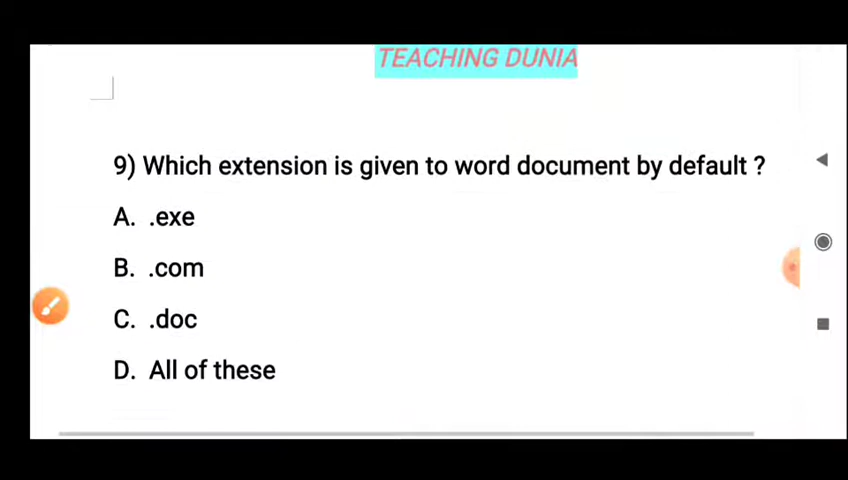 TEACHING DUNIA
9) Which extension is given to word document by default ?
A. .exe
B. .com
C. .doc
D. All of these